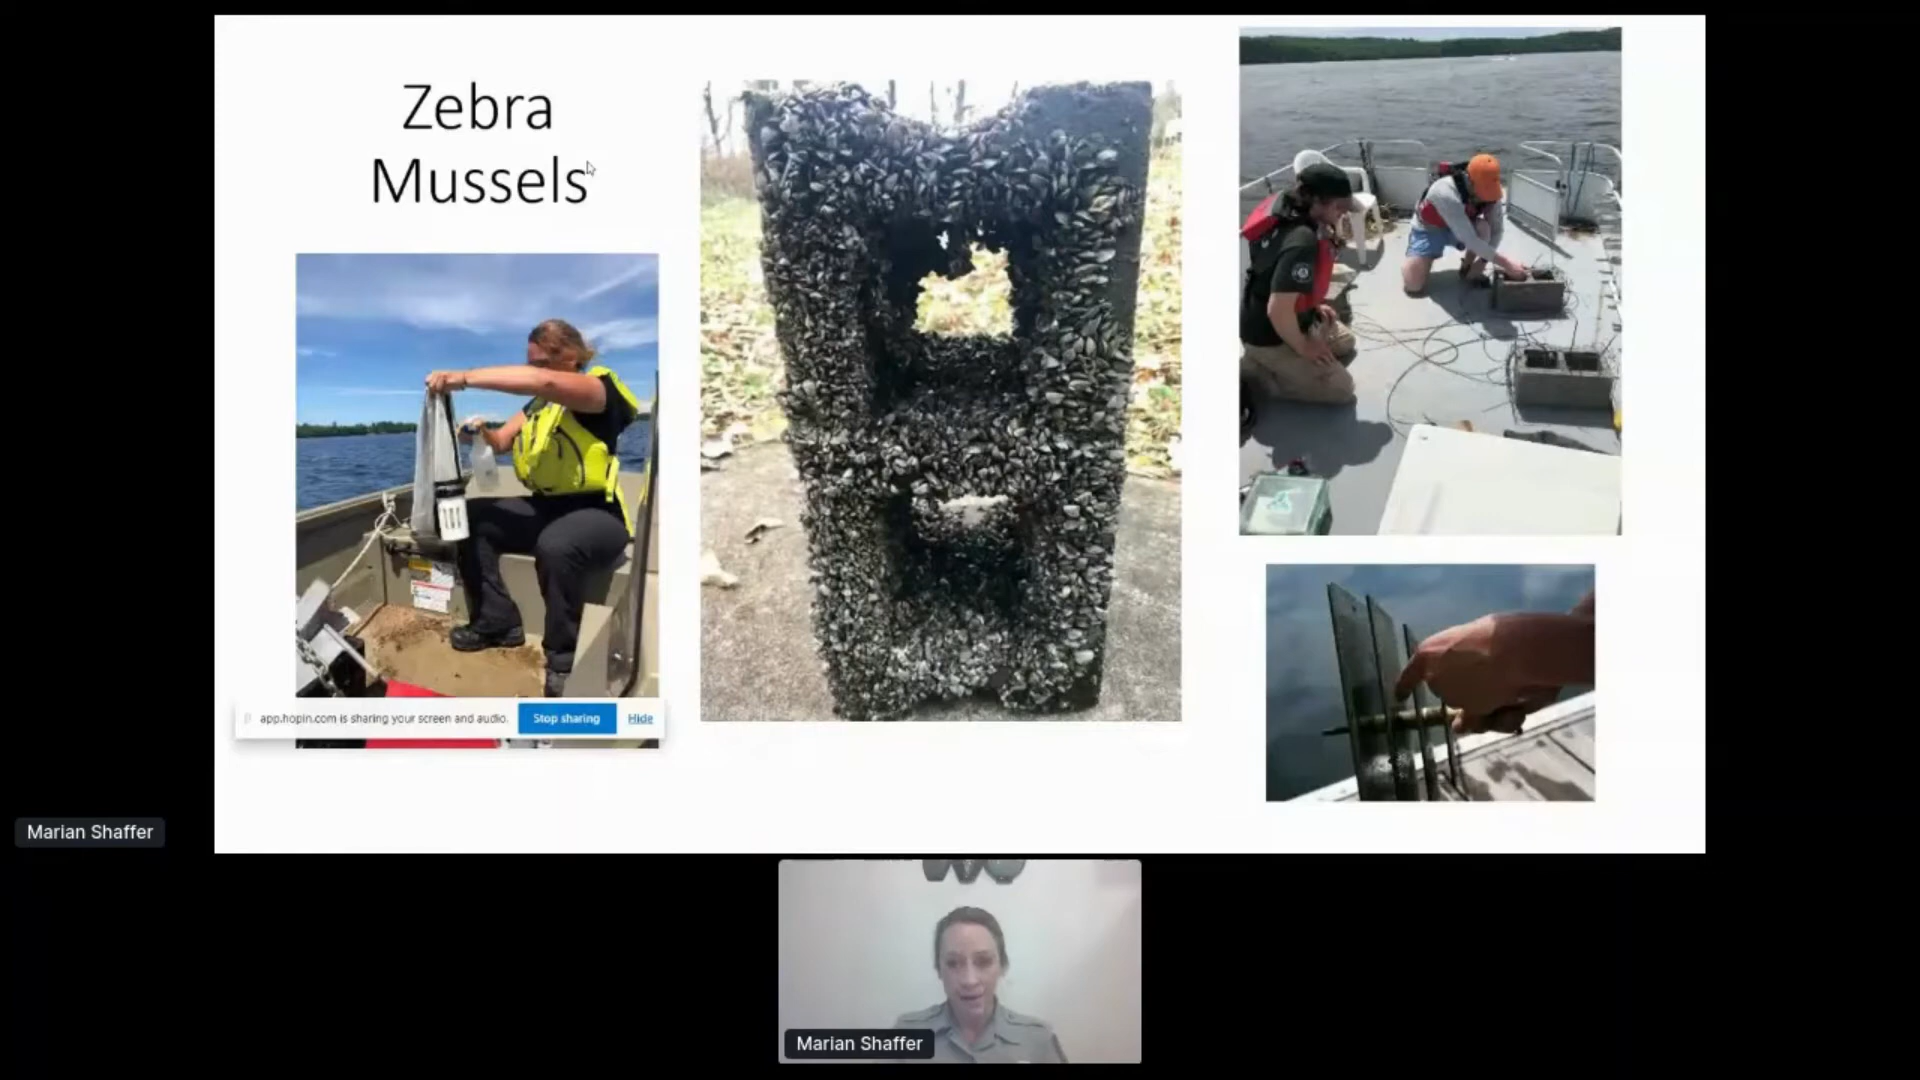 Zebra
Mussels
app.hopin.com is sharing your screen and audio.
Stop sharing
Hide
Marian Shaffer
Marian Shaffer